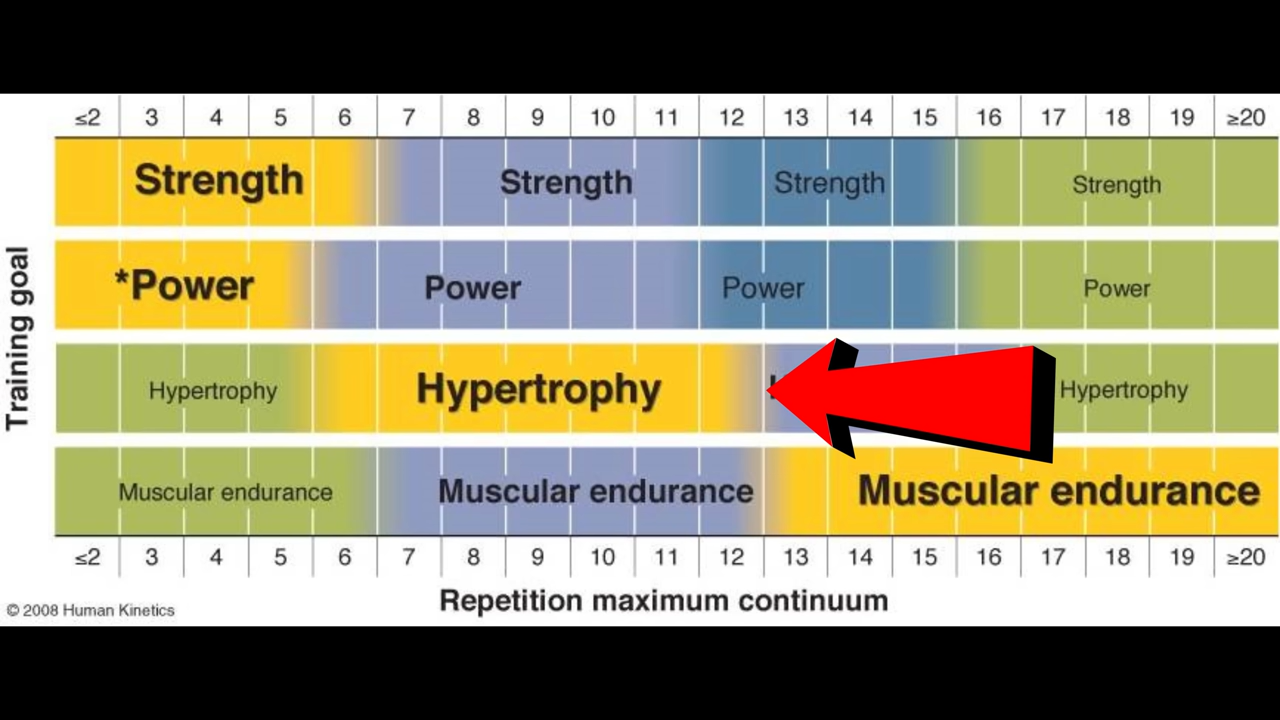 ≤2 3 4 5 6 7 8 9 10 11 12 13 14 15 16 17 18 19 ≥20
Training goal
Strength Strength Strength Strength
*Power Power Power Power
Hypertrophy Hypertrophy Hypertrophy
Muscular endurance Muscular endurance Muscular endurance
≤2 3 4 5 6 7 8 9 10 11 12 13 14 15 16 17 18 19 ≥20
Repetition maximum continuum
© 2008 Human Kinetics